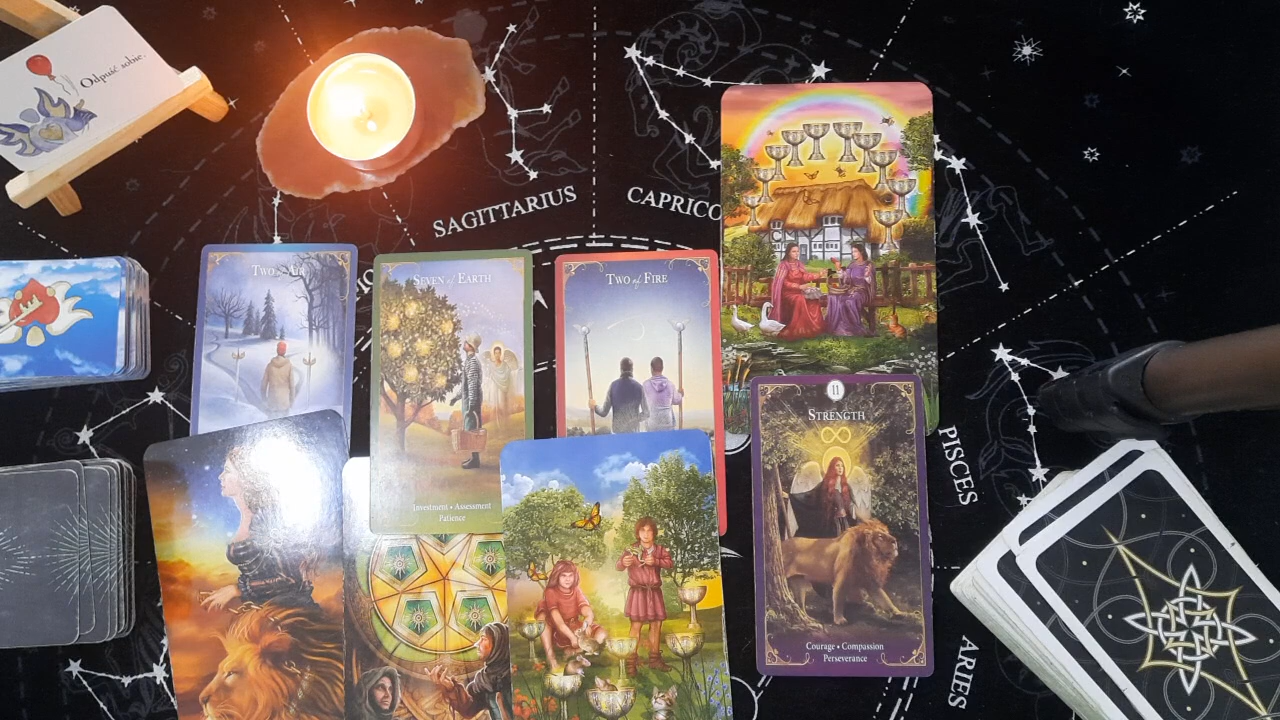 Odpuść sobie.
SAGITTARIUS
CAPRICO
TWO of AIR
SEVEN of EARTH
TWO of FIRE
11
STRENGTH
PISCES
Investment • Assessment
Patience
Courage • Compassion
Perseverance
ARIES